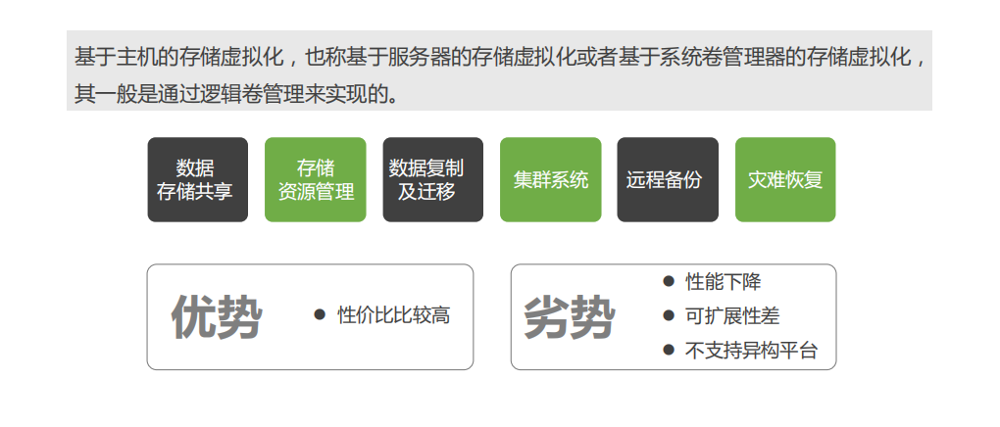 基于主机的存储虚拟化，也称基于服务器的存储虚拟化或者基于系统卷管理器的存储虚拟化，
其一般是通过逻辑卷管理来实现的。
数据
存储共享
存储
资源管理
数据复制
及迁移
集群系统
远程备份
灾难恢复
优势
● 性价比比较高
劣势
● 性能下降
● 可扩展性差
● 不支持异构平台